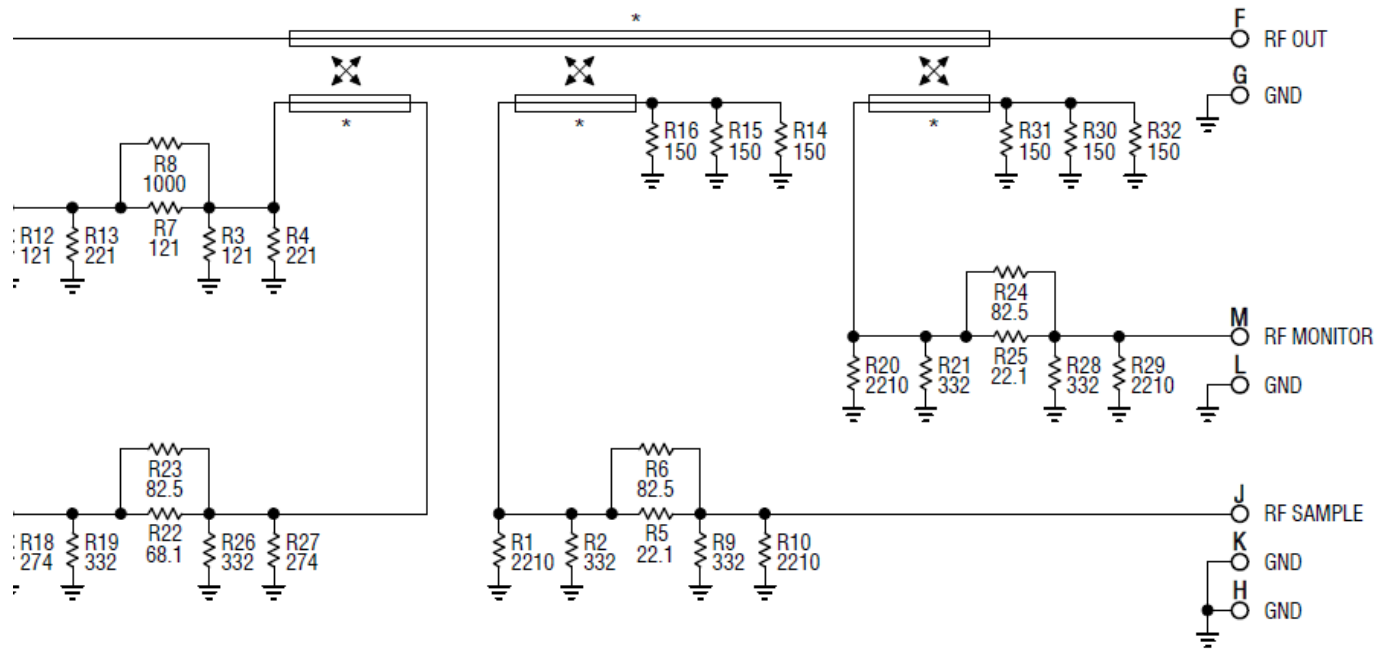 *
F
RF OUT
G
GND
*
*
*
R16
150
R15
150
R14
150
R31
150
R30
150
R32
150
R8
1000
R7
121
R12
121
R13
221
R3
121
R4
221
R24
82.5
R25
22.1
M
RF MONITOR
R20
2210
R21
332
R28
332
R29
2210
L
GND
R23
82.5
R22
68.1
R18
274
R19
332
R26
332
R27
274
R6
82.5
R5
22.1
R1
2210
R2
332
R9
332
R10
2210
J
RF SAMPLE
K
GND
H
GND